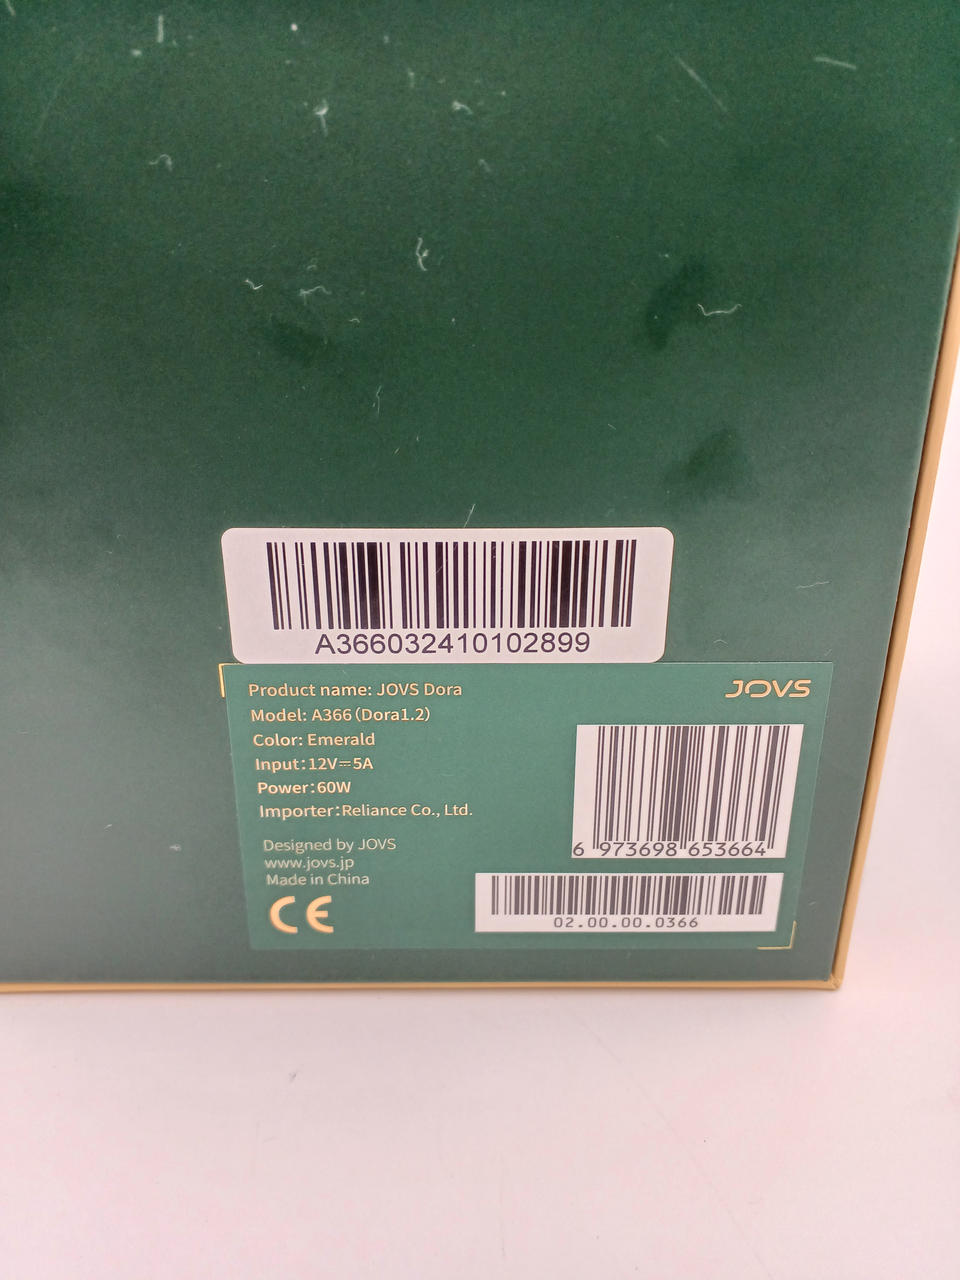 A366032410102899
Product name: JOVS Dora
JOVS
Model: A366 (Dora1.2)
Color: Emerald
Input:12V⎓5A
Power:60W
Importer:Reliance Co., Ltd.
6 973698 653664
Designed by JOVS
www.jovs.jp
Made in China
CE
02.00.00.0366